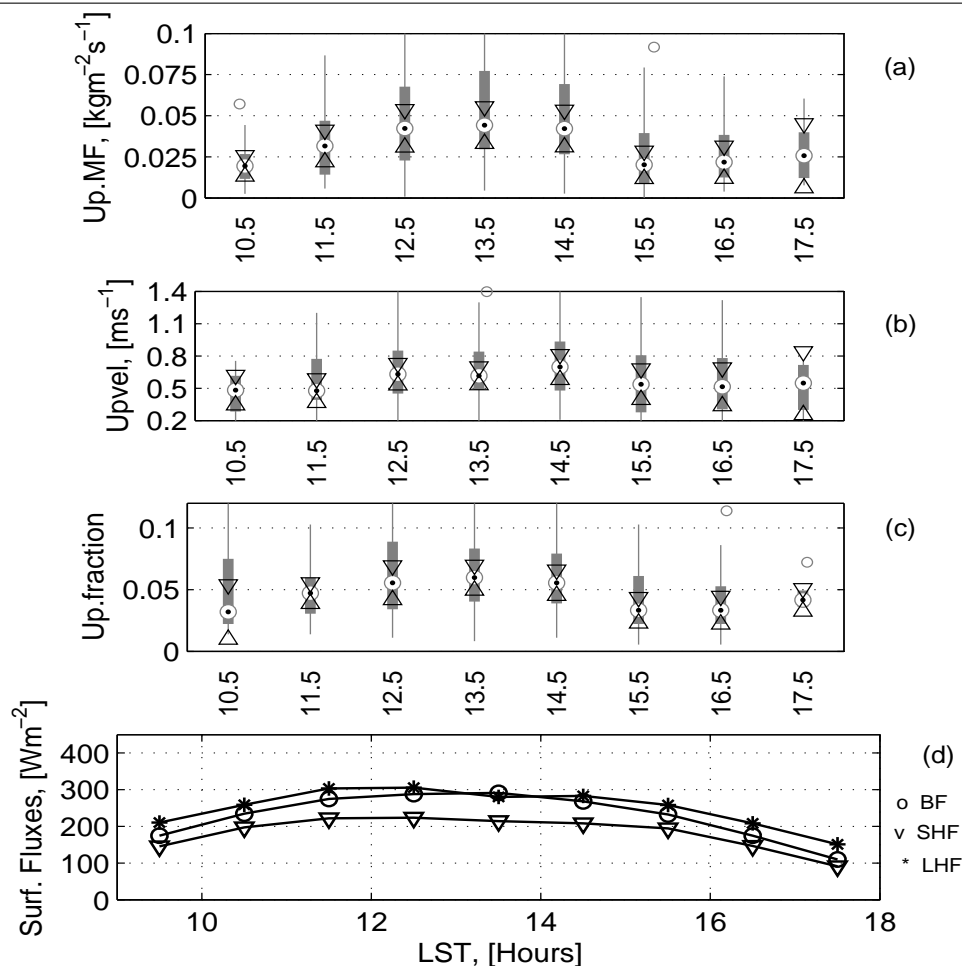 0.1
0.075
0.05
0.025
0
Up.MF, [kgm−2s−1]
(a)
10.5 11.5 12.5 13.5 14.5 15.5 16.5 17.5
1.4
1.1
0.8
0.5
0.2
Upvel, [ms−1]
(b)
10.5 11.5 12.5 13.5 14.5 15.5 16.5 17.5
0.1
0.05
0
Up.fraction
(c)
10.5 11.5 12.5 13.5 14.5 15.5 16.5 17.5
400
300
200
100
0
Surf. Fluxes, [Wm−2]
(d)
o BF
v SHF
* LHF
10 12 14 16 18
LST, [Hours]